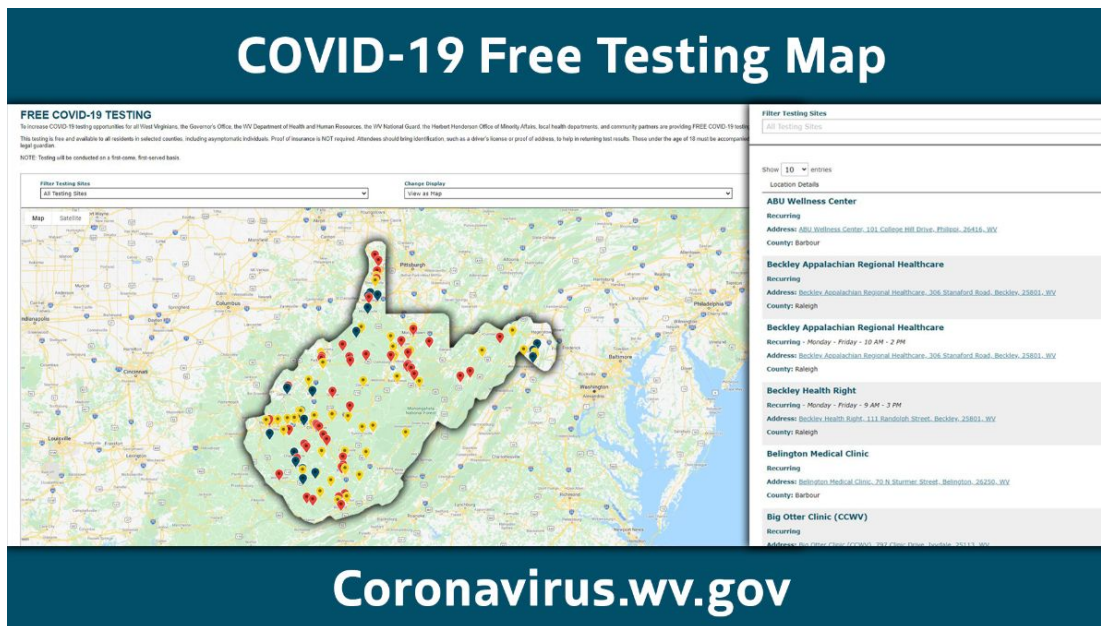 COVID-19 Free Testing Map
FREE COVID-19 TESTING
To increase COVID-19 testing opportunities for all West Virginians, the Governor's Office, the WV Department of Health and Human Resources, the WV National Guard, the Herbert Henderson Office of Minority Affairs, local health departments, and community partners are providing FREE COVID-19 testing
This testing is free and available to all residents in selected counties, including asymptomatic individuals. Proof of insurance is NOT required. Attendees should bring identification, such as a driver's license or proof of address, to help in returning test results. Those under the age of 18 must be accompanied
legal guardian.
NOTE: Testing will be conducted on a first-come, first-served basis.
Filter Testing Sites
All Testing Sites
Change Display
View as Map
Map
Satellite
Pittsburgh
Columbus
Philadelphia
Indianapolis
Cincinnati
Baltimore
Washington
Louisville
Lexington
Filter Testing Sites
All Testing Sites
Show 10 entries
Location Details
ABU Wellness Center
Recurring
Address: ABU Wellness Center, 101 College Hill Drive, Philippi, 26416, WV
County: Barbour
Beckley Appalachian Regional Healthcare
Recurring
Address: Beckley Appalachian Regional Healthcare, 306 Stanaford Road, Beckley, 25801, WV
County: Raleigh
Beckley Appalachian Regional Healthcare
Recurring - Monday - Friday - 10 AM - 2 PM
Address: Beckley Appalachian Regional Healthcare, 306 Stanaford Road, Beckley, 25801, WV
County: Raleigh
Beckley Health Right
Recurring - Monday - Friday - 9 AM - 3 PM
Address: Beckley Health Right, 111 Randolph Street, Beckley, 25801, WV
County: Raleigh
Belington Medical Clinic
Recurring
Address: Belington Medical Clinic, 70 N Sturmer Street, Belington, 26250, WV
County: Barbour
Big Otter Clinic (CCWV)
Recurring
Address: Big Otter Clinic (CCWV), 797 Clinic Drive, Ivydale, 25113, WV
Coronavirus.wv.gov